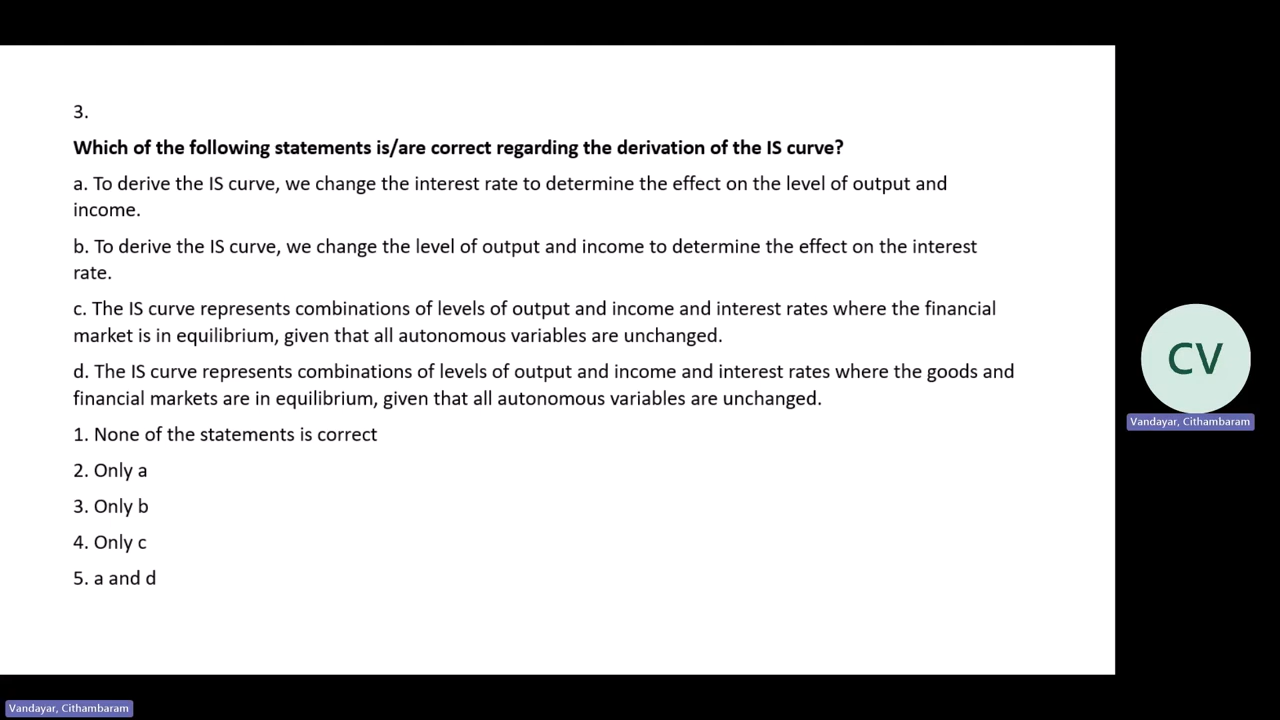 3.
Which of the following statements is/are correct regarding the derivation of the IS curve?
a. To derive the IS curve, we change the interest rate to determine the effect on the level of output and
income.
b. To derive the IS curve, we change the level of output and income to determine the effect on the interest
rate.
c. The IS curve represents combinations of levels of output and income and interest rates where the financial
market is in equilibrium, given that all autonomous variables are unchanged.
d. The IS curve represents combinations of levels of output and income and interest rates where the goods and
financial markets are in equilibrium, given that all autonomous variables are unchanged.
1. None of the statements is correct
2. Only a
3. Only b
4. Only c
5. a and d
CV
Vandayar, Cithambaram
Vandayar, Cithambaram